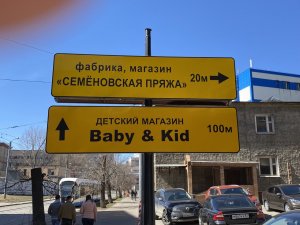 фабрика, магазин
«СЕМЁНОВСКАЯ ПРЯЖА» 20м
ДЕТСКИЙ МАГАЗИН
Baby & Kid 100м